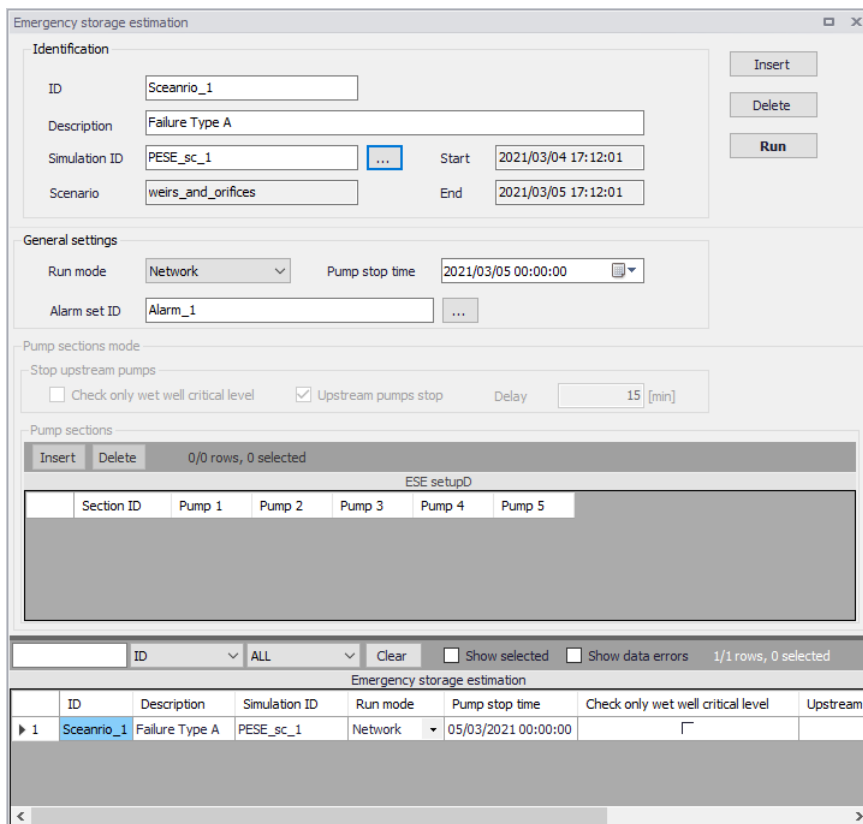 Emergency storage estimation
Identification
Insert
ID Sceanrio_1
Delete
Description Failure Type A
Simulation ID PESE_sc_1 ... Start 2021/03/04 17:12:01 Run
Scenario weirs_and_orifices End 2021/03/05 17:12:01
General settings
Run mode Network Pump stop time 2021/03/05 00:00:00
Alarm set ID Alarm_1 ...
Pump sections mode
Stop upstream pumps
Check only wet well critical level Upstream pumps stop Delay 15 [min]
Pump sections
Insert Delete 0/0 rows, 0 selected
ESE setupD
Section ID Pump 1 Pump 2 Pump 3 Pump 4 Pump 5
ID ALL Clear Show selected Show data errors 1/1 rows, 0 selected
Emergency storage estimation
ID Description Simulation ID Run mode Pump stop time Check only wet well critical level Upstream
1 Sceanrio_1 Failure Type A PESE_sc_1 Network 05/03/2021 00:00:00